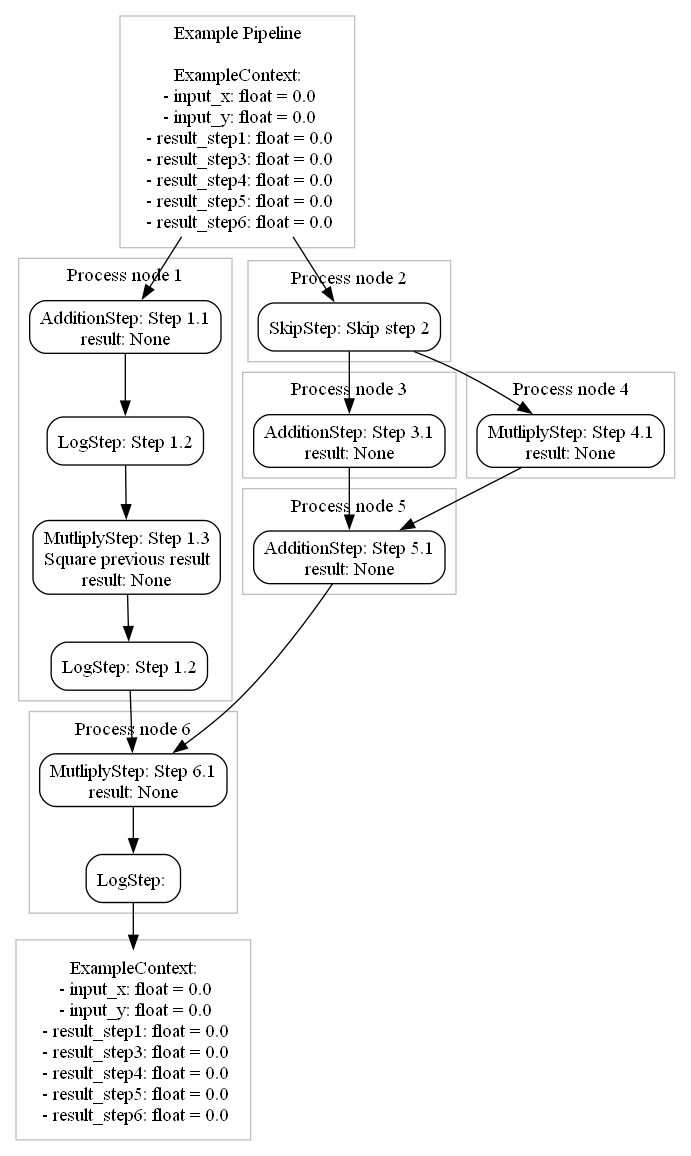 Example Pipeline
ExampleContext:
- input_x: float = 0.0
- input_y: float = 0.0
- result_step1: float = 0.0
- result_step3: float = 0.0
- result_step4: float = 0.0
- result_step5: float = 0.0
- result_step6: float = 0.0
Process node 1
AdditionStep: Step 1.1
result: None
LogStep: Step 1.2
MutliplyStep: Step 1.3
Square previous result
result: None
LogStep: Step 1.2
Process node 2
SkipStep: Skip step 2
Process node 3
AdditionStep: Step 3.1
result: None
Process node 4
MutliplyStep: Step 4.1
result: None
Process node 5
AdditionStep: Step 5.1
result: None
Process node 6
MutliplyStep: Step 6.1
result: None
LogStep:
ExampleContext:
- input_x: float = 0.0
- input_y: float = 0.0
- result_step1: float = 0.0
- result_step3: float = 0.0
- result_step4: float = 0.0
- result_step5: float = 0.0
- result_step6: float = 0.0